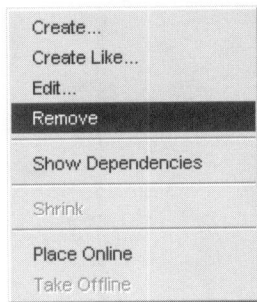 Create...
Create Like...
Edit...
Remove
Show Dependencies
Shrink
Place Online
Take Offline